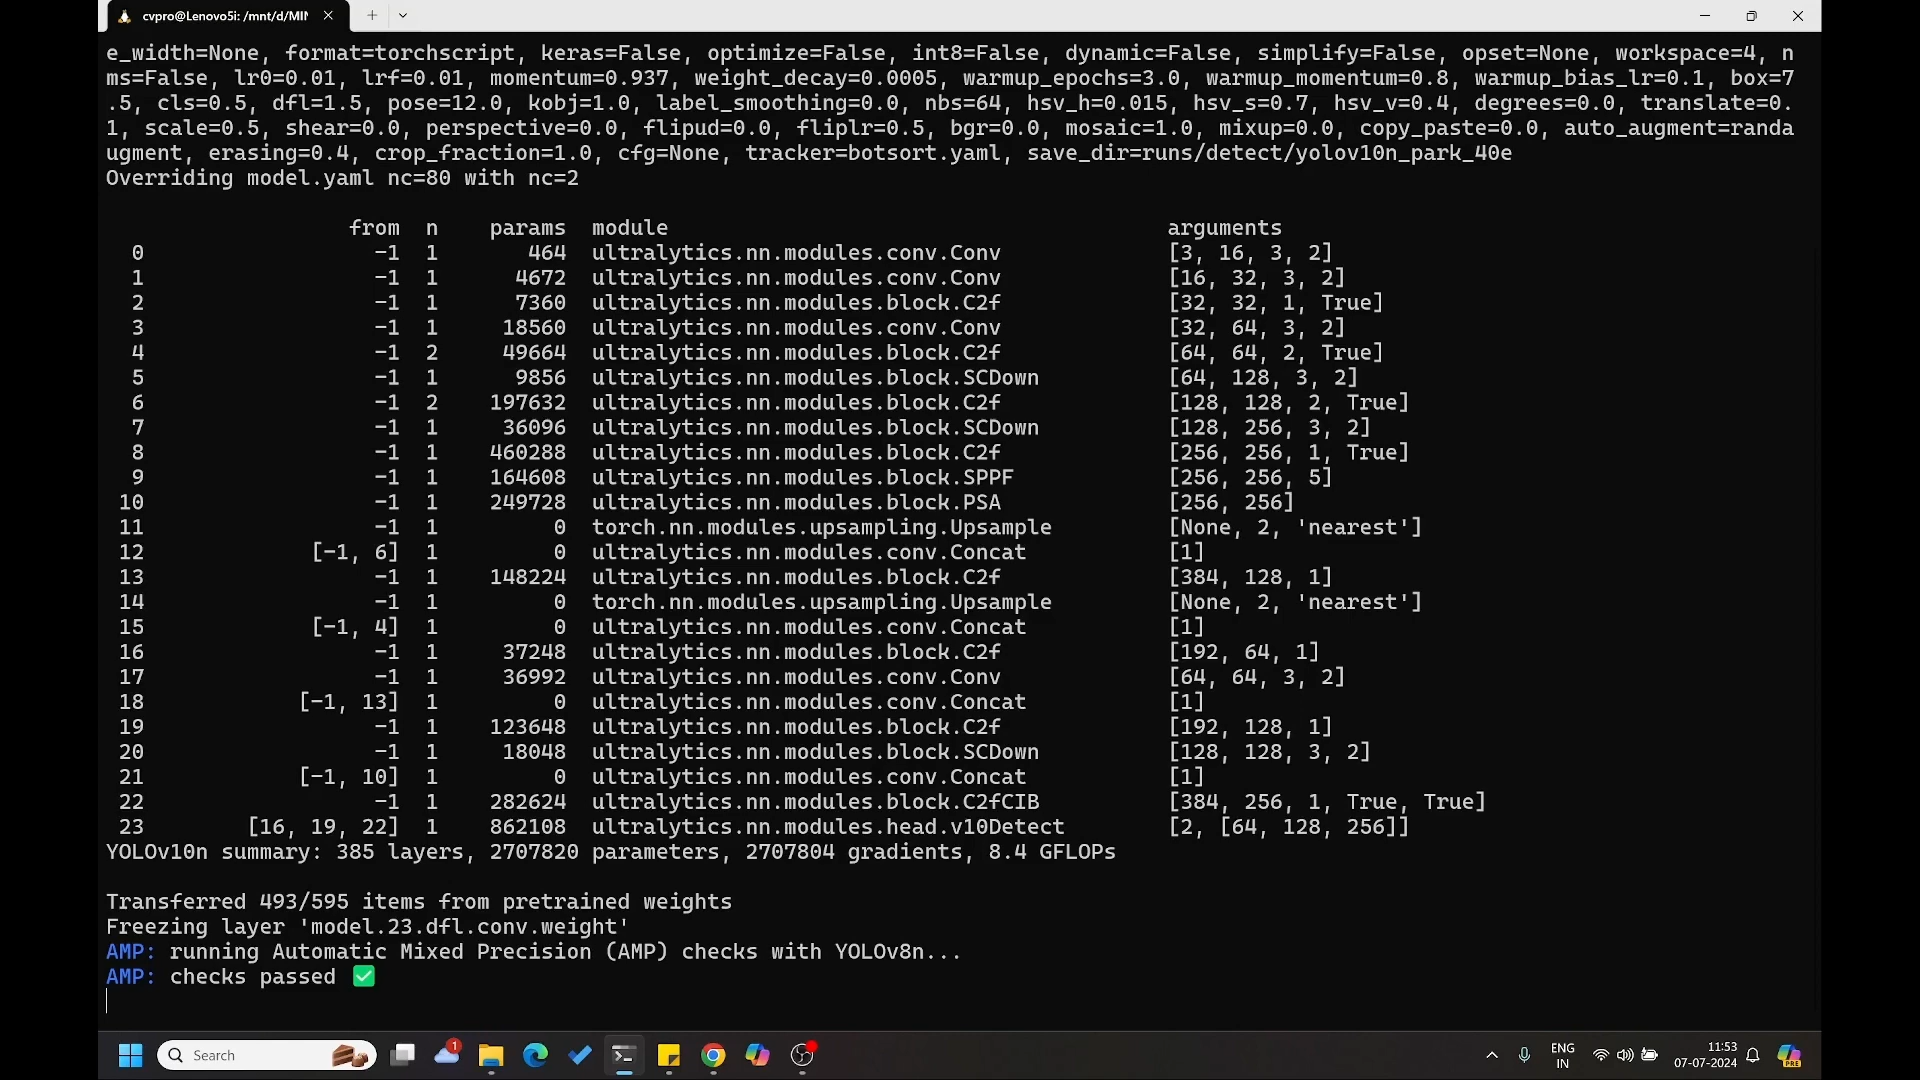 cvpro@Lenovo5i: /mnt/d/MIN
e_width=None, format=torchscript, keras=False, optimize=False, int8=False, dynamic=False, simplify=False, opset=None, workspace=4, n
ms=False, lr0=0.01, lrf=0.01, momentum=0.937, weight_decay=0.0005, warmup_epochs=3.0, warmup_momentum=0.8, warmup_bias_lr=0.1, box=7
.5, cls=0.5, dfl=1.5, pose=12.0, kobj=1.0, label_smoothing=0.0, nbs=64, hsv_h=0.015, hsv_s=0.7, hsv_v=0.4, degrees=0.0, translate=0.
1, scale=0.5, shear=0.0, perspective=0.0, flipud=0.0, fliplr=0.5, bgr=0.0, mosaic=1.0, mixup=0.0, copy_paste=0.0, auto_augment=randa
ugment, erasing=0.4, crop_fraction=1.0, cfg=None, tracker=botsort.yaml, save_dir=runs/detect/yolov10n_park_40e
Overriding model.yaml nc=80 with nc=2
from n params module arguments
0 -1 1 464 ultralytics.nn.modules.conv.Conv [3, 16, 3, 2]
1 -1 1 4672 ultralytics.nn.modules.conv.Conv [16, 32, 3, 2]
2 -1 1 7360 ultralytics.nn.modules.block.C2f [32, 32, 1, True]
3 -1 1 18560 ultralytics.nn.modules.conv.Conv [32, 64, 3, 2]
4 -1 2 49664 ultralytics.nn.modules.block.C2f [64, 64, 2, True]
5 -1 1 9856 ultralytics.nn.modules.block.SCDown [64, 128, 3, 2]
6 -1 2 197632 ultralytics.nn.modules.block.C2f [128, 128, 2, True]
7 -1 1 36096 ultralytics.nn.modules.block.SCDown [128, 256, 3, 2]
8 -1 1 460288 ultralytics.nn.modules.block.C2f [256, 256, 1, True]
9 -1 1 164608 ultralytics.nn.modules.block.SPPF [256, 256, 5]
10 -1 1 249728 ultralytics.nn.modules.block.PSA [256, 256]
11 -1 1 0 torch.nn.modules.upsampling.Upsample [None, 2, 'nearest']
12 [-1, 6] 1 0 ultralytics.nn.modules.conv.Concat [1]
13 -1 1 148224 ultralytics.nn.modules.block.C2f [384, 128, 1]
14 -1 1 0 torch.nn.modules.upsampling.Upsample [None, 2, 'nearest']
15 [-1, 4] 1 0 ultralytics.nn.modules.conv.Concat [1]
16 -1 1 37248 ultralytics.nn.modules.block.C2f [192, 64, 1]
17 -1 1 36992 ultralytics.nn.modules.conv.Conv [64, 64, 3, 2]
18 [-1, 13] 1 0 ultralytics.nn.modules.conv.Concat [1]
19 -1 1 123648 ultralytics.nn.modules.block.C2f [192, 128, 1]
20 -1 1 18048 ultralytics.nn.modules.block.SCDown [128, 128, 3, 2]
21 [-1, 10] 1 0 ultralytics.nn.modules.conv.Concat [1]
22 -1 1 282624 ultralytics.nn.modules.block.C2fCIB [384, 256, 1, True, True]
23 [16, 19, 22] 1 862108 ultralytics.nn.modules.head.v10Detect [2, [64, 128, 256]]
YOLOv10n summary: 385 layers, 2707820 parameters, 2707804 gradients, 8.4 GFLOPs
Transferred 493/595 items from pretrained weights
Freezing layer 'model.23.dfl.conv.weight'
AMP: running Automatic Mixed Precision (AMP) checks with YOLOv8n...
AMP: checks passed ✅
Search
1
ENG
IN
11:53
07-07-2024
PRE